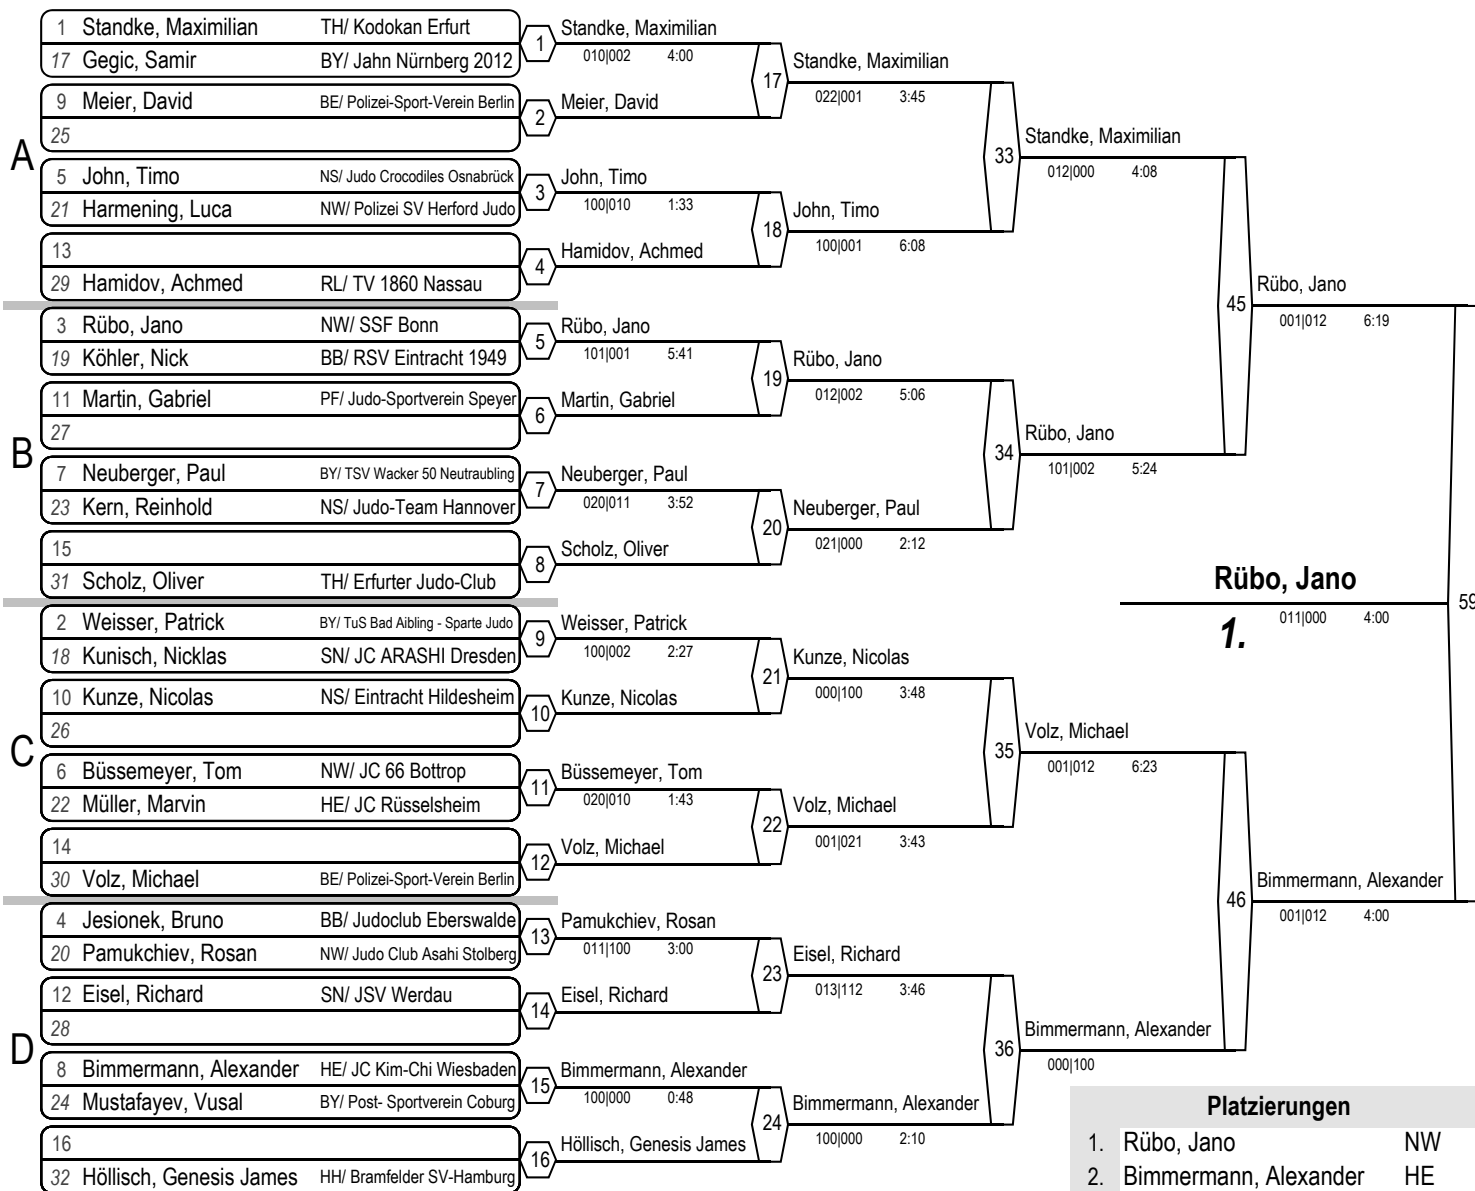 A
1 Standke, Maximilian TH/ Kodokan Erfurt
17 Gegic, Samir BY/ Jahn Nürnberg 2012
9 Meier, David BE/ Polizei-Sport-Verein Berlin
25
5 John, Timo NS/ Judo Crocodiles Osnabrück
21 Harmening, Luca NW/ Polizei SV Herford Judo
13
29 Hamidov, Achmed RL/ TV 1860 Nassau
B
3 Rübo, Jano NW/ SSF Bonn
19 Köhler, Nick BB/ RSV Eintracht 1949
11 Martin, Gabriel PF/ Judo-Sportverein Speyer
27
7 Neuberger, Paul BY/ TSV Wacker 50 Neutraubling
23 Kern, Reinhold NS/ Judo-Team Hannover
15
31 Scholz, Oliver TH/ Erfurter Judo-Club
C
2 Weisser, Patrick BY/ TuS Bad Aibling - Sparte Judo
18 Kunisch, Nicklas SN/ JC ARASHI Dresden
10 Kunze, Nicolas NS/ Eintracht Hildesheim
26
6 Büssemeyer, Tom NW/ JC 66 Bottrop
22 Müller, Marvin HE/ JC Rüsselsheim
14
30 Volz, Michael BE/ Polizei-Sport-Verein Berlin
D
4 Jesionek, Bruno BB/ Judoclub Eberswalde
20 Pamukchiev, Rosan NW/ Judo Club Asahi Stolberg
12 Eisel, Richard SN/ JSV Werdau
28
8 Bimmermann, Alexander HE/ JC Kim-Chi Wiesbaden
24 Mustafayev, Vusal BY/ Post- Sportverein Coburg
16
32 Höllisch, Genesis James HH/ Bramfelder SV-Hamburg
1 Standke, Maximilian
010|002 4:00
2 Meier, David
3 John, Timo
100|010 1:33
4 Hamidov, Achmed
5 Rübo, Jano
101|001 5:41
6 Martin, Gabriel
7 Neuberger, Paul
020|011 3:52
8 Scholz, Oliver
9 Weisser, Patrick
100|002 2:27
10 Kunze, Nicolas
11 Büssemeyer, Tom
020|010 1:43
12 Volz, Michael
13 Pamukchiev, Rosan
011|100 3:00
14 Eisel, Richard
15 Bimmermann, Alexander
100|000 0:48
16 Höllisch, Genesis James
17 Standke, Maximilian
022|001 3:45
18 John, Timo
100|001 6:08
19 Rübo, Jano
012|002 5:06
20 Neuberger, Paul
021|000 2:12
21 Kunze, Nicolas
000|100 3:48
22 Volz, Michael
001|021 3:43
23 Eisel, Richard
013|112 3:46
24 Bimmermann, Alexander
100|000 2:10
33 Standke, Maximilian
012|000 4:08
34 Rübo, Jano
101|002 5:24
35 Volz, Michael
001|012 6:23
36 Bimmermann, Alexander
000|100
45 Rübo, Jano
001|012 6:19
46 Bimmermann, Alexander
001|012 4:00
59
Rübo, Jano
1. 011|000 4:00
Platzierungen
1. Rübo, Jano NW
2. Bimmermann, Alexander HE